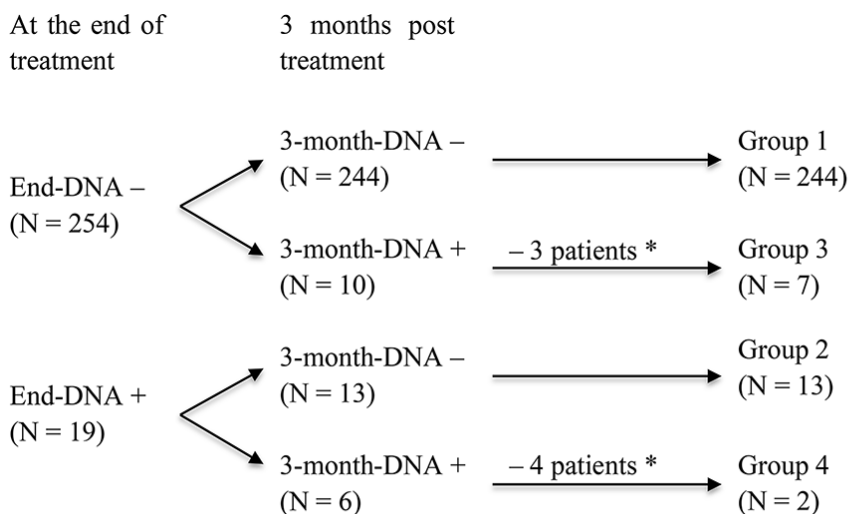 At the end of
treatment
3 months post
treatment
End-DNA –
(N = 254)
3-month-DNA –
(N = 244)
Group 1
(N = 244)
3-month-DNA +
(N = 10)
– 3 patients *
Group 3
(N = 7)
End-DNA +
(N = 19)
3-month-DNA –
(N = 13)
Group 2
(N = 13)
3-month-DNA +
(N = 6)
– 4 patients *
Group 4
(N = 2)